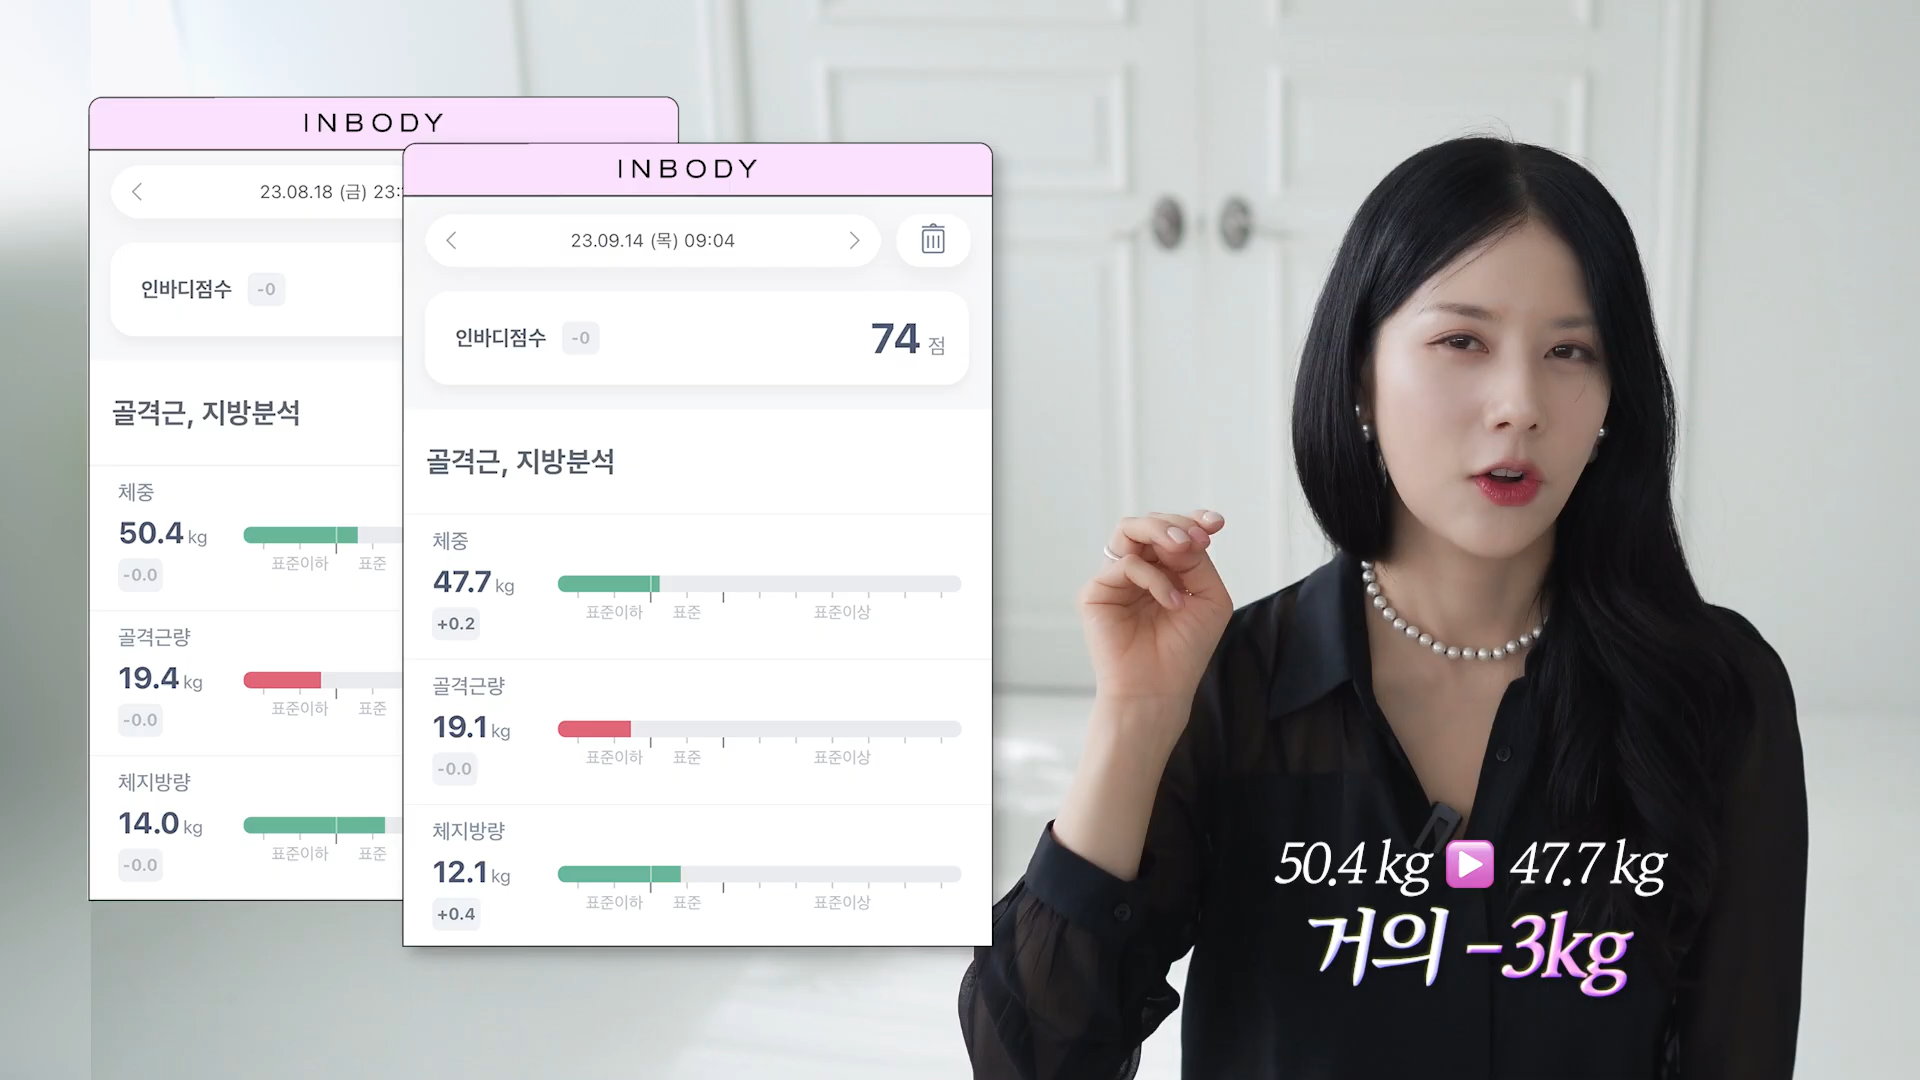 INBODY
23.08.18 (금) 23:
인바디점수 -0
골격근, 지방분석
체중
50.4 kg
-0.0
표준이하 표준
골격근량
19.4 kg
-0.0
표준이하 표준
체지방량
14.0 kg
-0.0
표준이하 표준
INBODY
23.09.14 (목) 09:04
인바디점수 -0 74 점
골격근, 지방분석
체중
47.7 kg
+0.2
표준이하 표준 표준이상
골격근량
19.1 kg
-0.0
표준이하 표준 표준이상
체지방량
12.1 kg
+0.4
표준이하 표준 표준이상
50.4 kg ▶ 47.7 kg
거의 -3kg